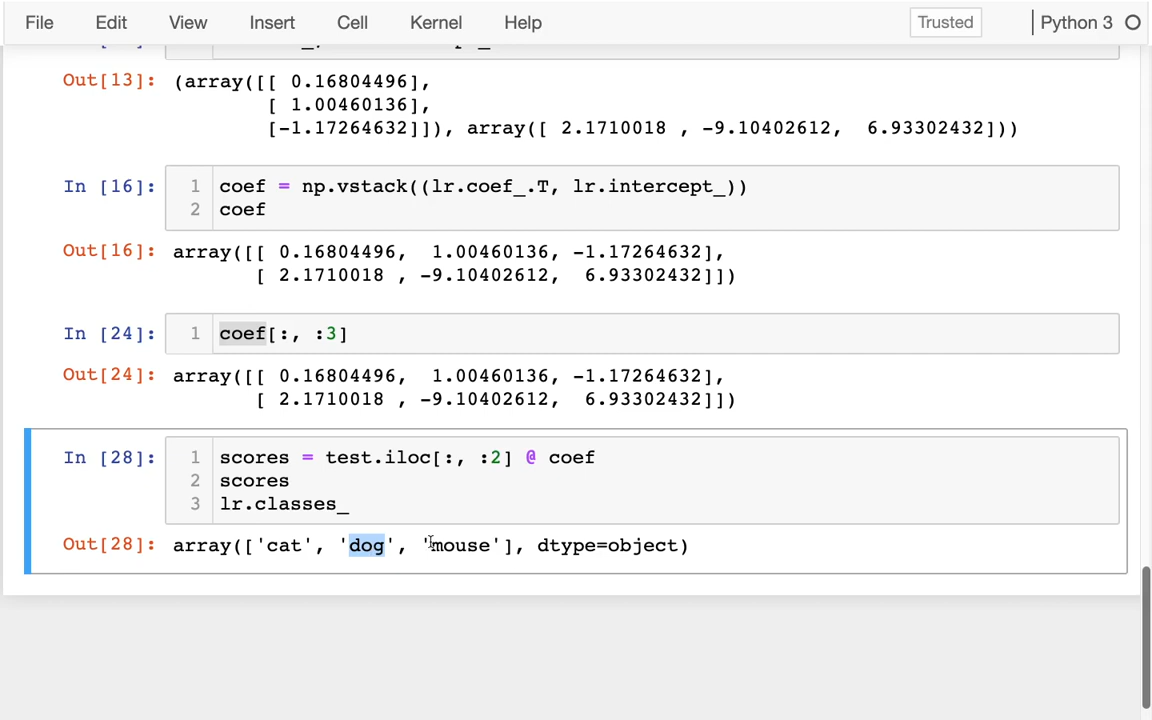 File Edit View Insert Cell Kernel Help Trusted Python 3
Out[13]: (array([[ 0.16804496],
[ 1.00460136],
[-1.17264632]]), array([ 2.1710018 , -9.10402612,  6.93302432]))
In [16]: 1 coef = np.vstack((lr.coef_.T, lr.intercept_))
2 coef
Out[16]: array([[ 0.16804496,  1.00460136, -1.17264632],
[ 2.1710018 , -9.10402612,  6.93302432]])
In [24]: 1 coef[:, :3]
Out[24]: array([[ 0.16804496,  1.00460136, -1.17264632],
[ 2.1710018 , -9.10402612,  6.93302432]])
In [28]: 1 scores = test.iloc[:, :2] @ coef
2 scores
3 lr.classes_
Out[28]: array(['cat', 'dog', 'mouse'], dtype=object)